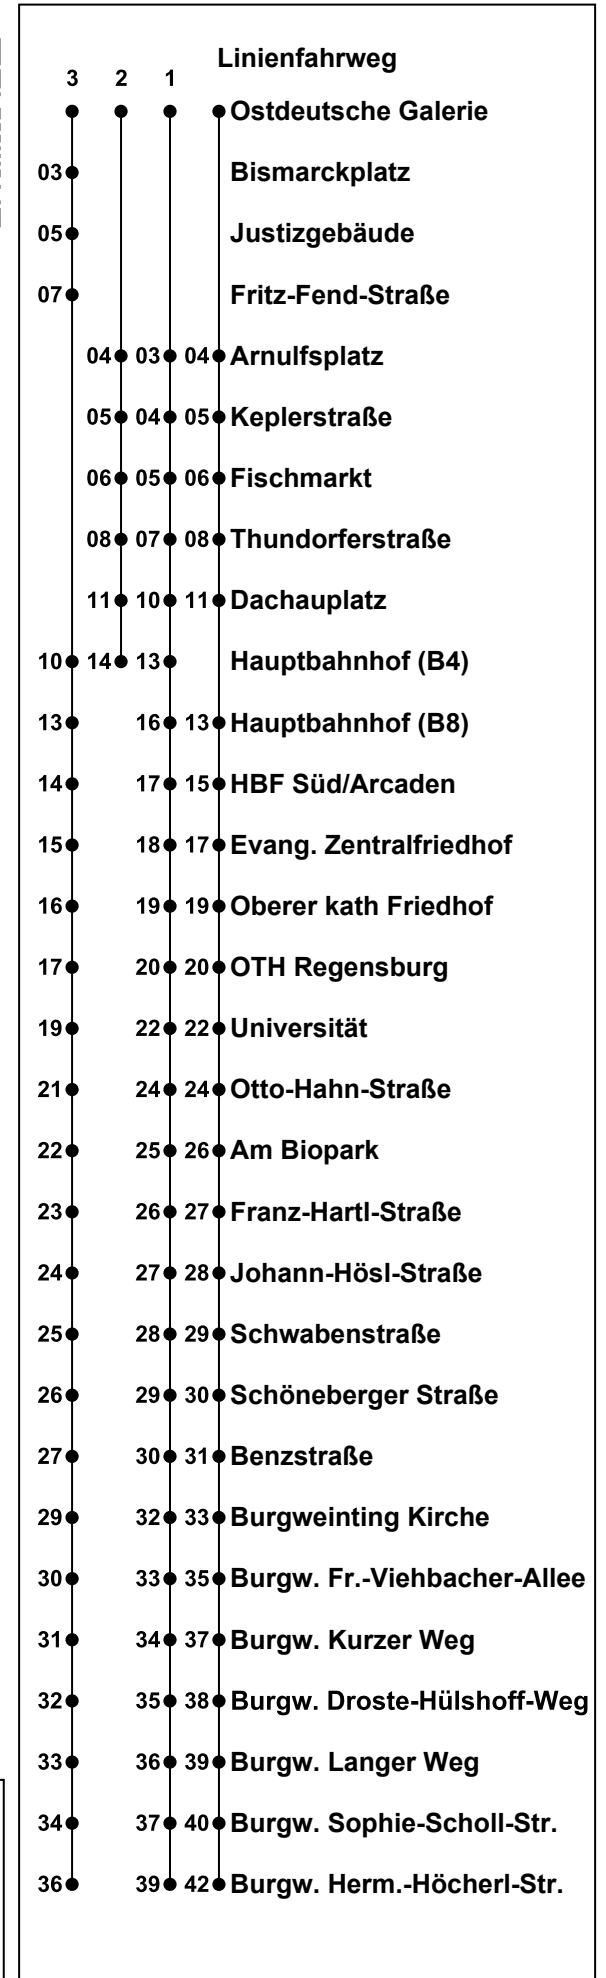 Linienfahrweg
3 2 1
Ostdeutsche Galerie
03 Bismarckplatz
05 Justizgebäude
07 Fritz-Fend-Straße
04 03 04 Arnulfsplatz
05 04 05 Keplerstraße
06 05 06 Fischmarkt
08 07 08 Thundorferstraße
11 10 11 Dachauplatz
10 14 13 Hauptbahnhof (B4)
13 16 13 Hauptbahnhof (B8)
14 17 15 HBF Süd/Arcaden
15 18 17 Evang. Zentralfriedhof
16 19 19 Oberer kath Friedhof
17 20 20 OTH Regensburg
19 22 22 Universität
21 24 24 Otto-Hahn-Straße
22 25 26 Am Biopark
23 26 27 Franz-Hartl-Straße
24 27 28 Johann-Hösl-Straße
25 28 29 Schwabenstraße
26 29 30 Schöneberger Straße
27 30 31 Benzstraße
29 32 33 Burgweinting Kirche
30 33 35 Burgw. Fr.-Viehbacher-Allee
31 34 37 Burgw. Kurzer Weg
32 35 38 Burgw. Droste-Hülshoff-Weg
33 36 39 Burgw. Langer Weg
34 37 40 Burgw. Sophie-Scholl-Str.
36 39 42 Burgw. Herm.-Höcherl-Str.